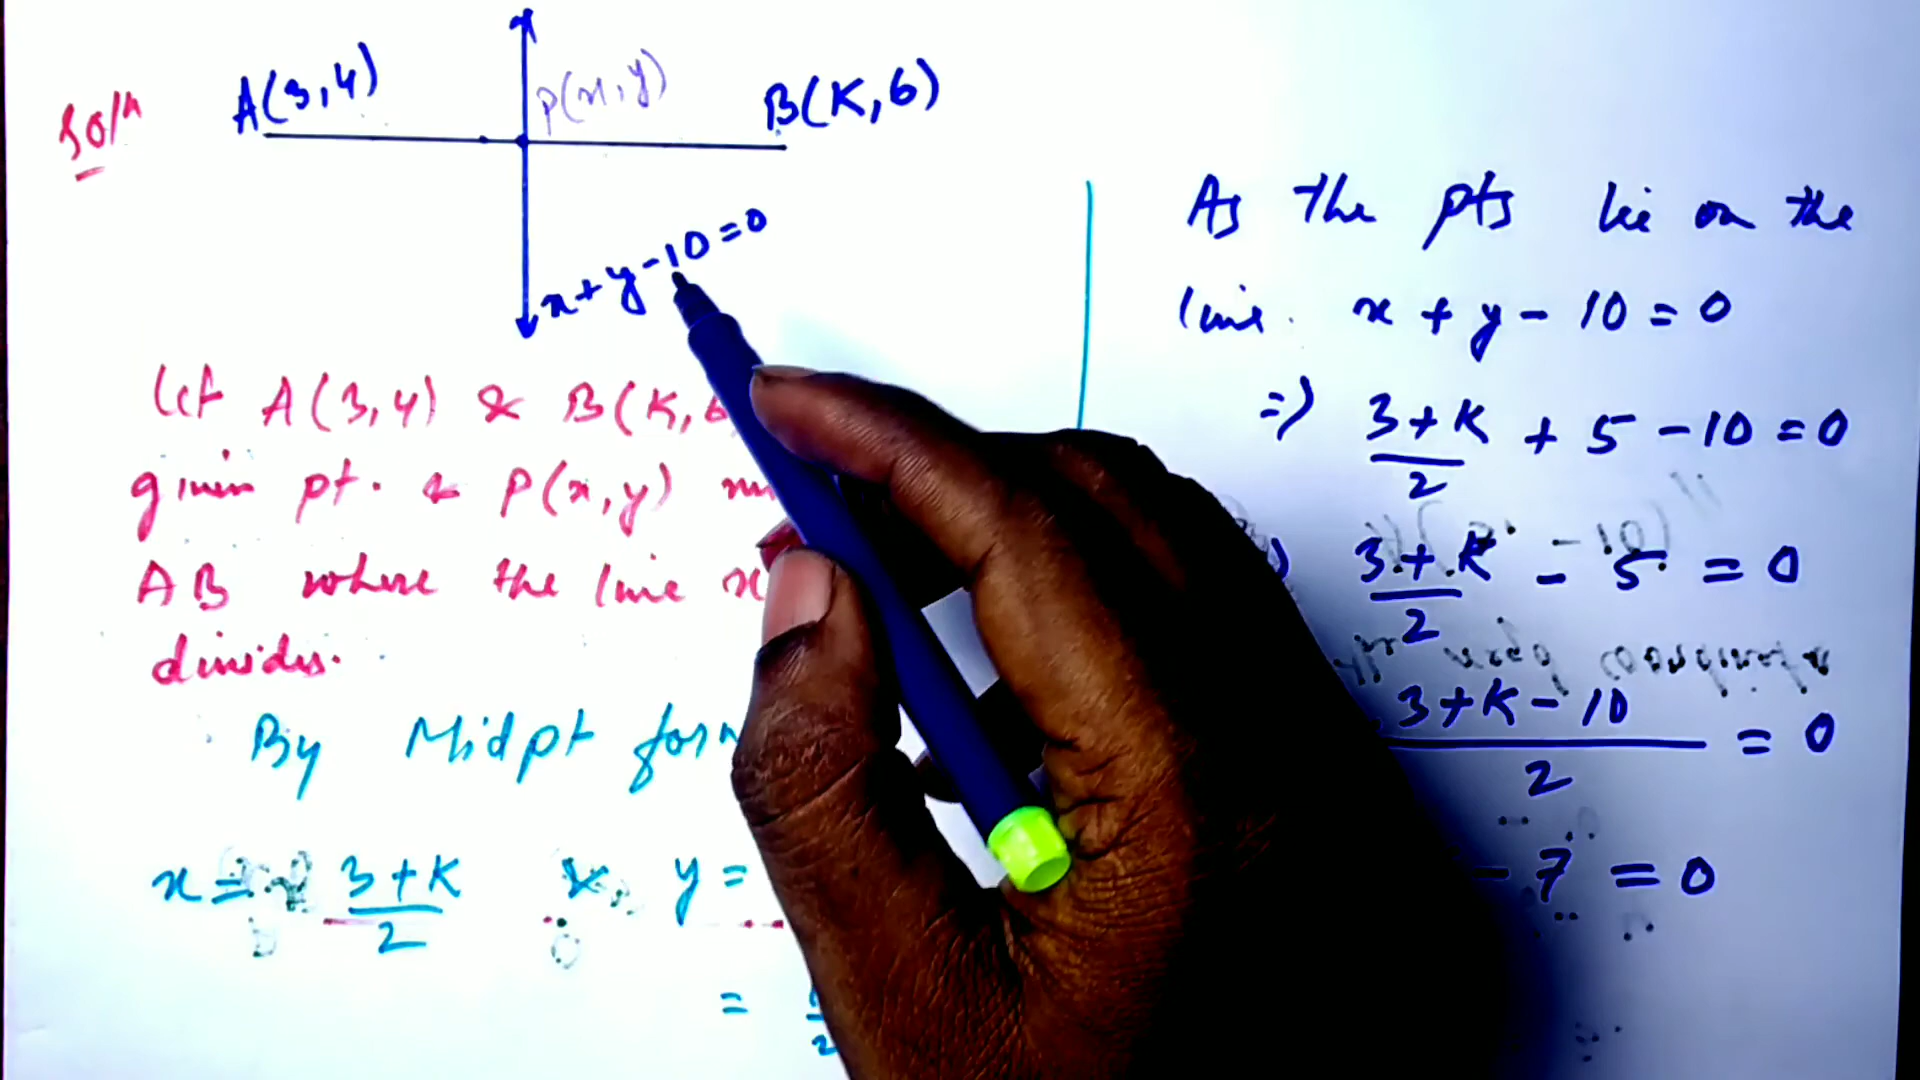 Soln
A(3,4) P(x,y) B(K,6)
x+y-10=0
Let A(3,4) & B(K,6
given pt. & P(x,y)
AB where the line x
divides.
By Midpt
x = 3+K/2 & y =
=
As the pts lie on the
line. x+y-10=0
=> 3+K/2 + 5 - 10 = 0
3+K/2 - 5 = 0
3+K-10/2 = 0
- 7 = 0